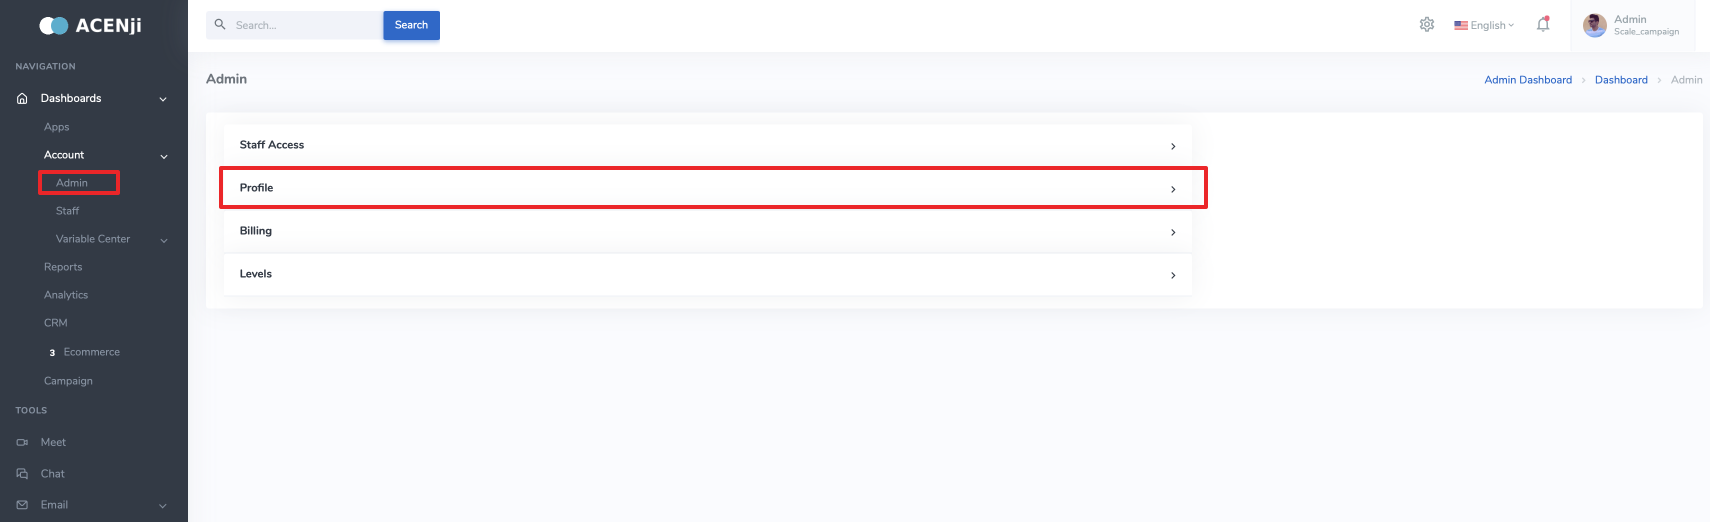 ACENji
NAVIGATION
Dashboards
Apps
Account
Admin
Staff
Variable Center
Reports
Analytics
CRM
3 Ecommerce
Campaign
TOOLS
Meet
Chat
Email
Search...
Search
English
Admin
Scale_campaign
Admin
Admin Dashboard > Dashboard > Admin
Staff Access
Profile
Billing
Levels